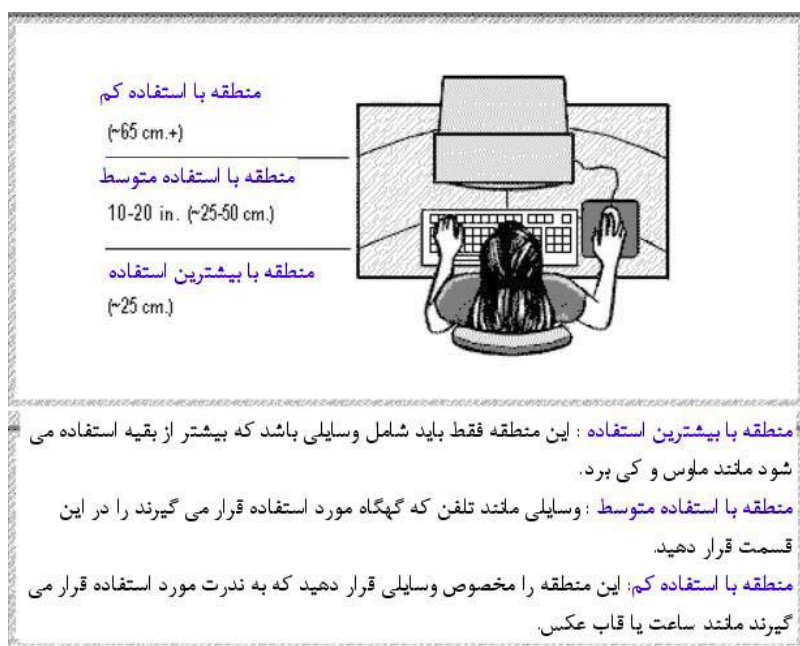 منطقه با استفاده کم
(~65 cm.+)
منطقه با استفاده متوسط
10-20 in. (~25-50 cm.)
منطقه با بیشترین استفاده
(~25 cm.)
منطقه با بیشترین استفاده : این منطقه فقط باید شامل وسایلی باشد که بیشتر از بقیه استفاده می
شود مانند ماوس و کی برد.
منطقه با استفاده متوسط : وسایلی مانند تلفن که گهگاه مورد استفاده قرار می گیرند را در این
قسمت قرار دهید.
منطقه با استفاده کم: این منطقه را مخصوص وسایلی قرار دهید که به ندرت مورد استفاده قرار می
گیرند مانند ساعت یا قاب عکس.